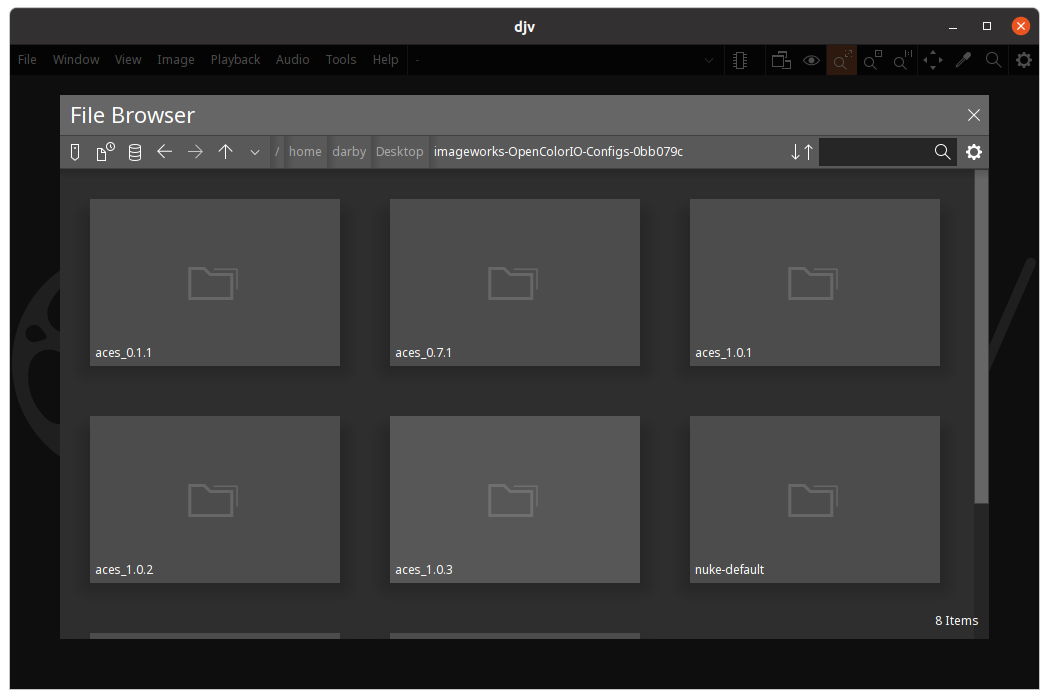 djv
File Window View Image Playback Audio Tools Help -
File Browser
/ home darby Desktop imageworks-OpenColorIO-Configs-0bb079c
aces_0.1.1 aces_0.7.1 aces_1.0.1
aces_1.0.2 aces_1.0.3 nuke-default
8 Items